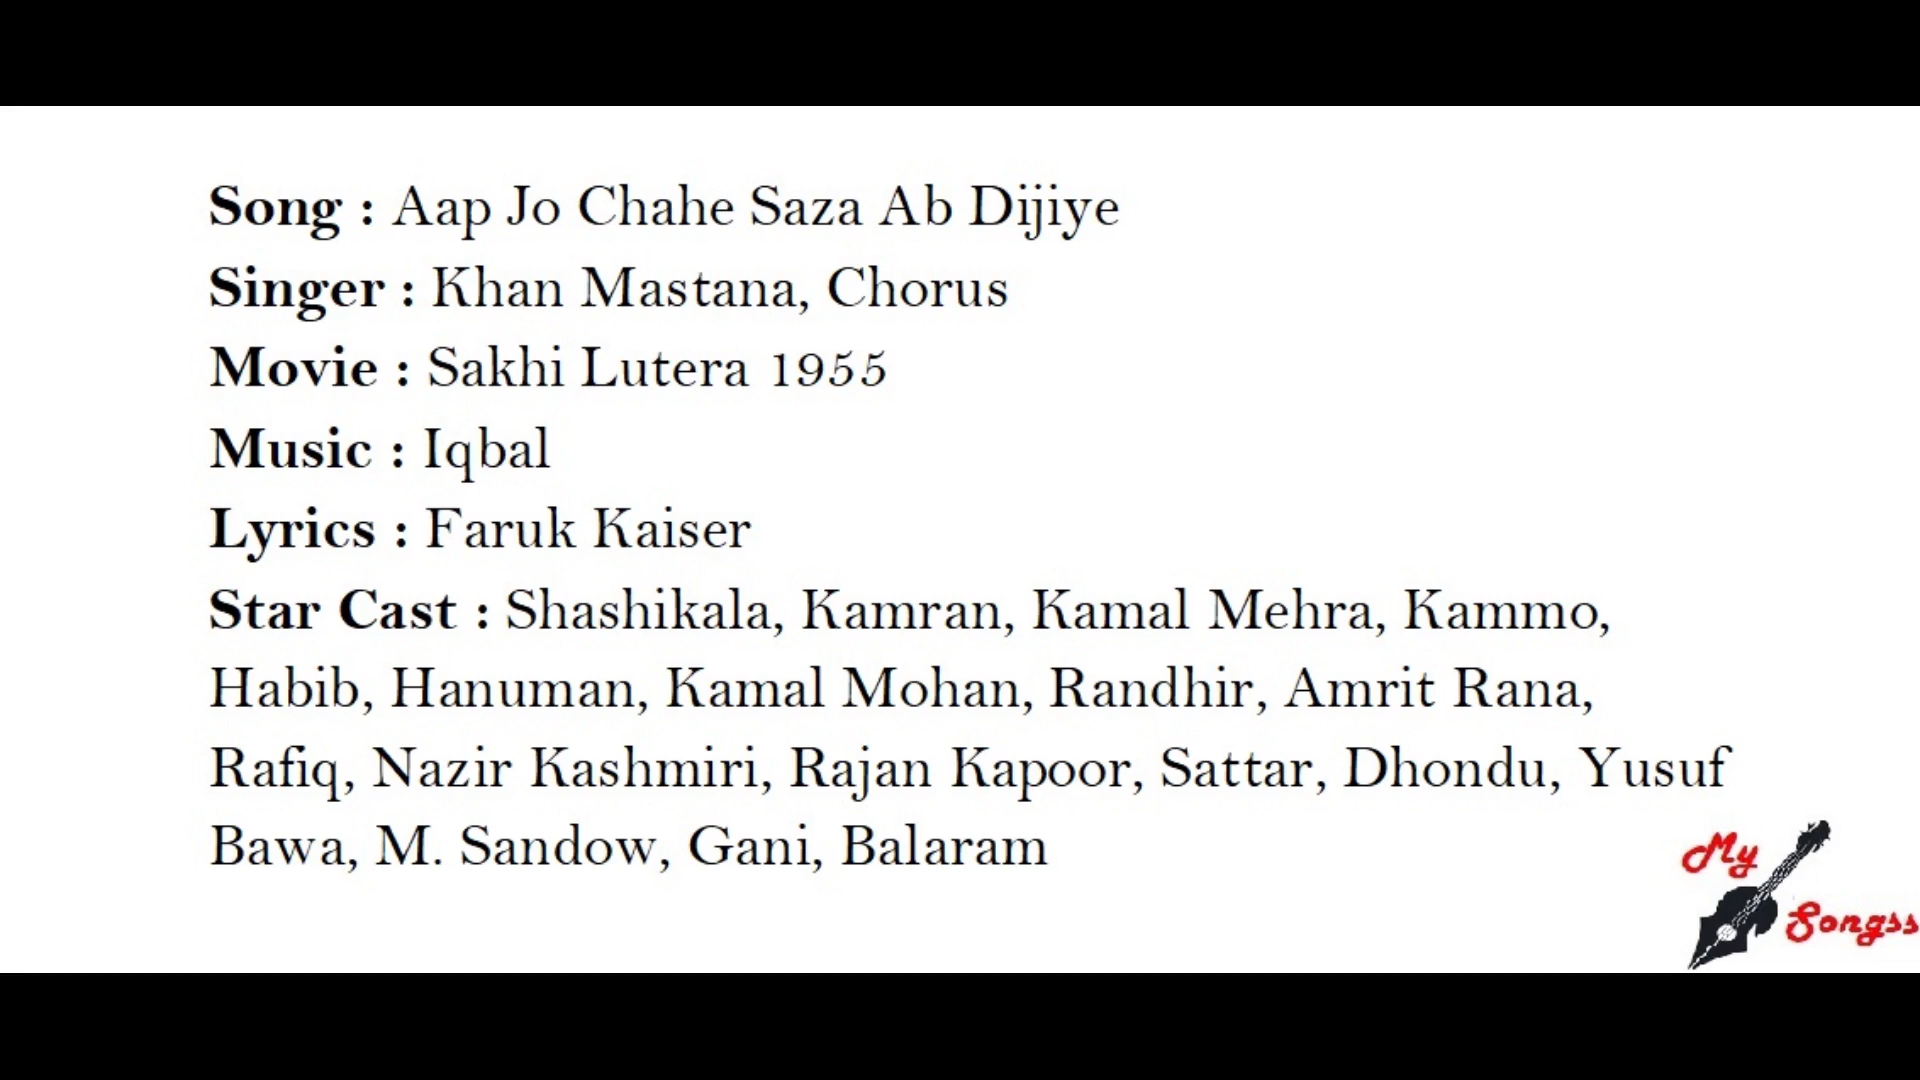 Song : Aap Jo Chahe Saza Ab Dijiye
Singer : Khan Mastana, Chorus
Movie : Sakhi Lutera 1955
Music : Iqbal
Lyrics : Faruk Kaiser
Star Cast : Shashikala, Kamran, Kamal Mehra, Kammo,
Habib, Hanuman, Kamal Mohan, Randhir, Amrit Rana,
Rafiq, Nazir Kashmiri, Rajan Kapoor, Sattar, Dhondu, Yusuf
Bawa, M. Sandow, Gani, Balaram
My
Songss